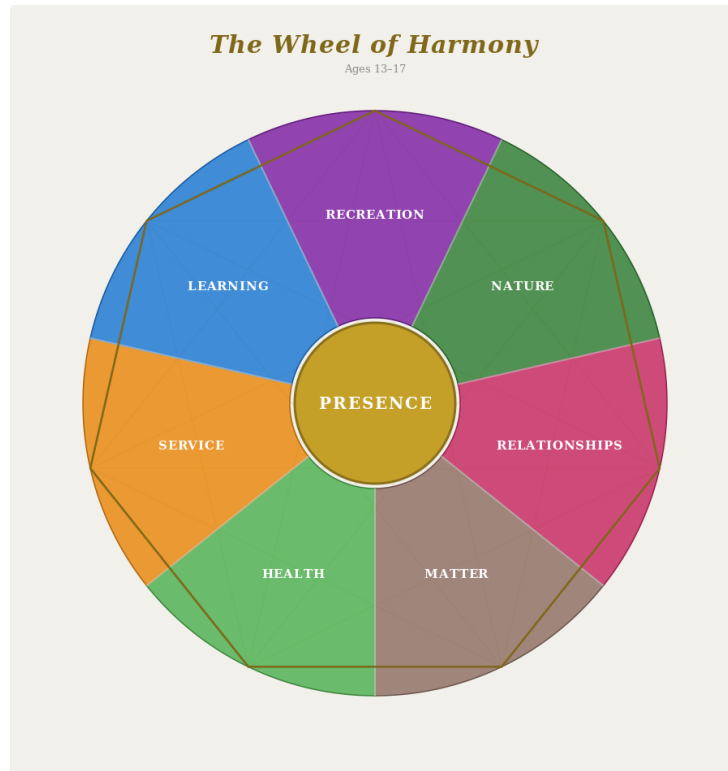 The Wheel of Harmony
Ages 13–17
RECREATION
LEARNING
NATURE
PRESENCE
SERVICE
RELATIONSHIPS
HEALTH
MATTER